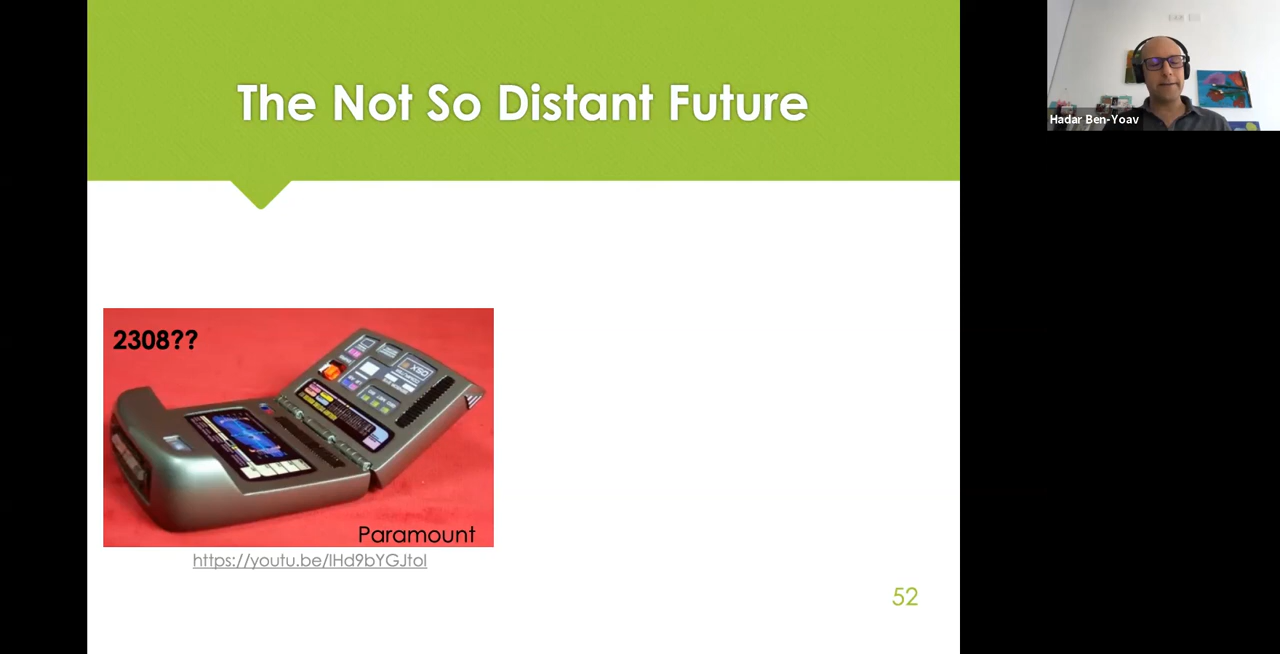 The Not So Distant Future
Hadar Ben-Yoav
2308??
Paramount
https://youtu.be/lHd9bYGJtoI
52